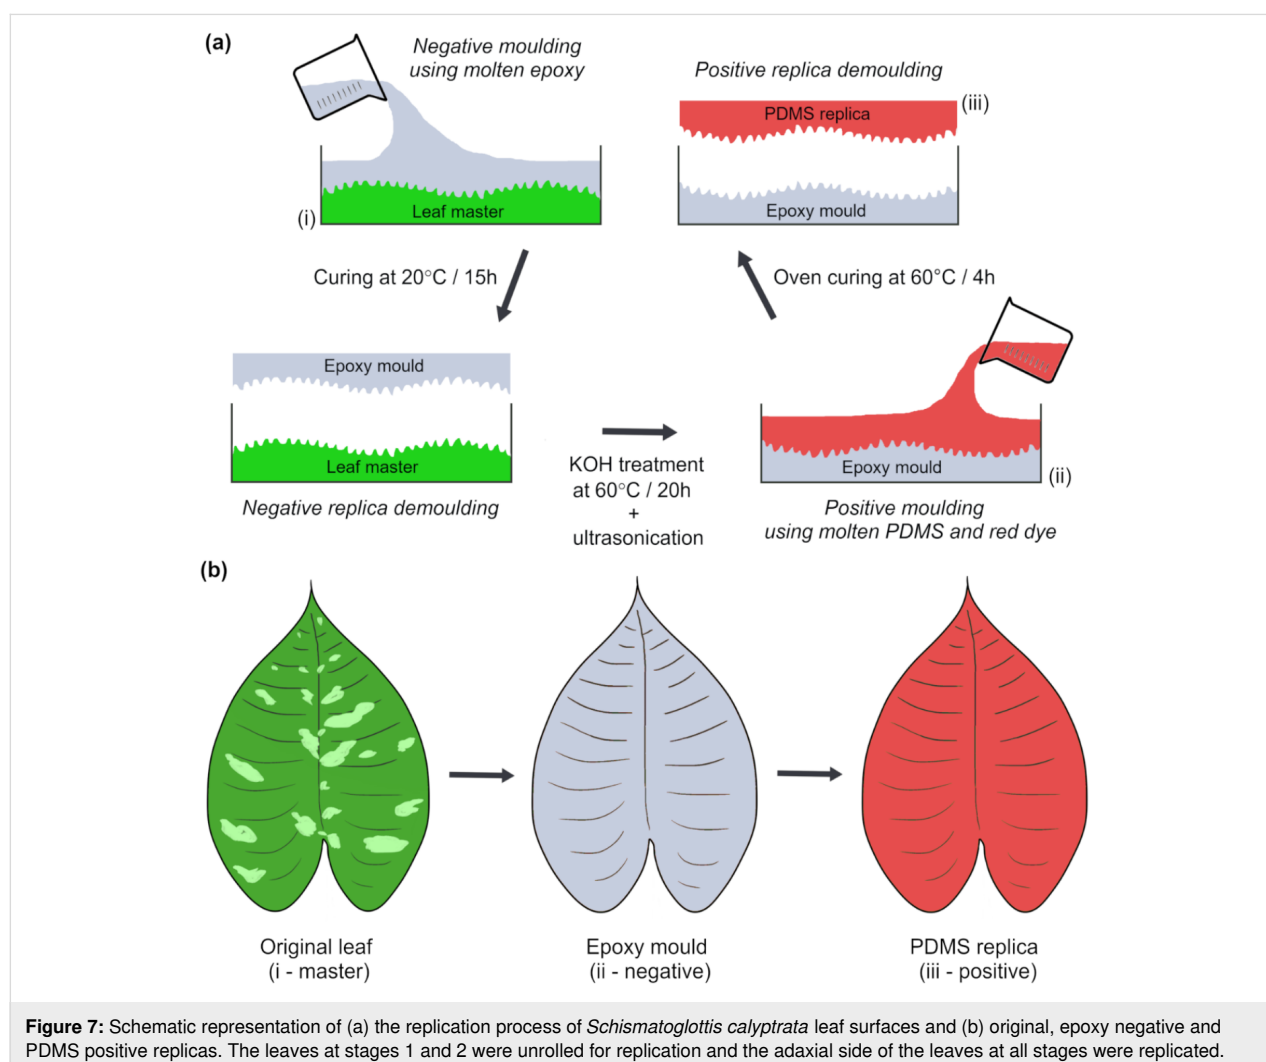 (a)
Negative moulding
using molten epoxy
Leaf master
(i)
Positive replica demoulding
PDMS replica
(iii)
Epoxy mould
Curing at 20°C / 15h
Oven curing at 60°C / 4h
Epoxy mould
Leaf master
Negative replica demoulding
KOH treatment
at 60°C / 20h
+
ultrasonication
Epoxy mould
(ii)
Positive moulding
using molten PDMS and red dye
(b)
Original leaf
(i - master)
Epoxy mould
(ii - negative)
PDMS replica
(iii - positive)
Figure 7: Schematic representation of (a) the replication process of Schismatoglottis calyptrata leaf surfaces and (b) original, epoxy negative and
PDMS positive replicas. The leaves at stages 1 and 2 were unrolled for replication and the adaxial side of the leaves at all stages were replicated.